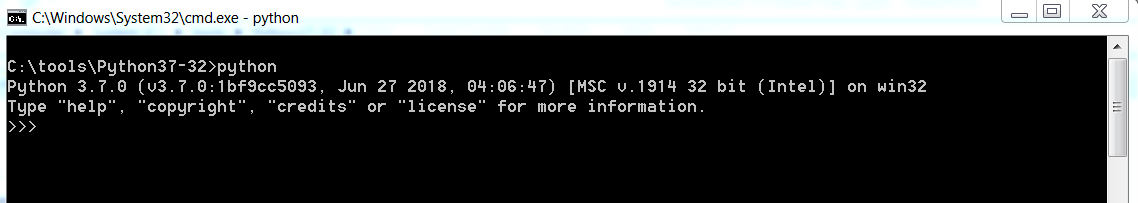 C:\Windows\System32\cmd.exe - python
C:\tools\Python37-32>python
Python 3.7.0 (v3.7.0:1bf9cc5093, Jun 27 2018, 04:06:47) [MSC v.1914 32 bit (Intel)] on win32
Type "help", "copyright", "credits" or "license" for more information.
>>>